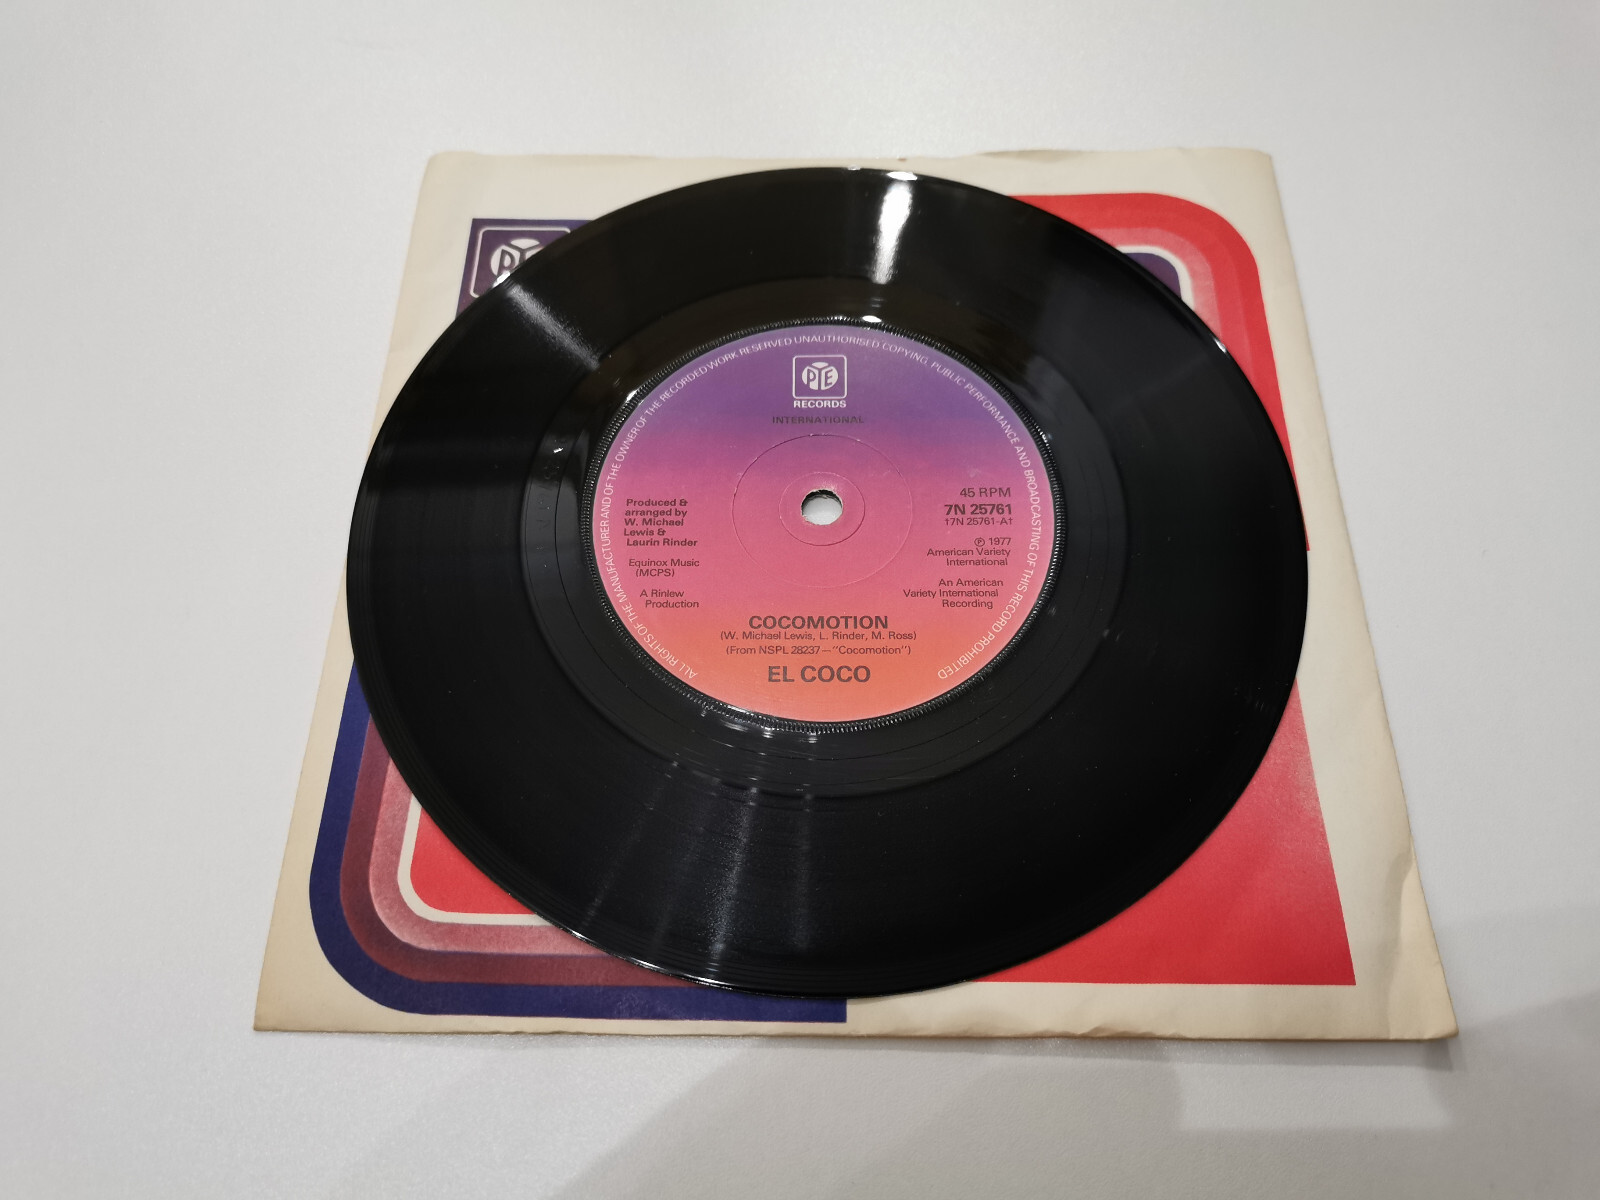 PYE
RECORDS
INTERNATIONAL
ALL RIGHTS OF THE MANUFACTURER AND OF THE OWNER OF THE RECORDED WORK RESERVED UNAUTHORISED COPYING, PUBLIC PERFORMANCE AND BROADCASTING OF THIS RECORD PROHIBITED
Produced &
arranged by
W. Michael
Lewis &
Laurin Rinder
Equinox Music
(MCPS)
A Rinlew
Production
45 RPM
7N 25761
†7N 25761-A†
℗ 1977
American Variety
International
An American
Variety International
Recording
COCOMOTION
(W. Michael Lewis, L. Rinder, M. Ross)
(From NSPL 28237—"Cocomotion")
EL COCO